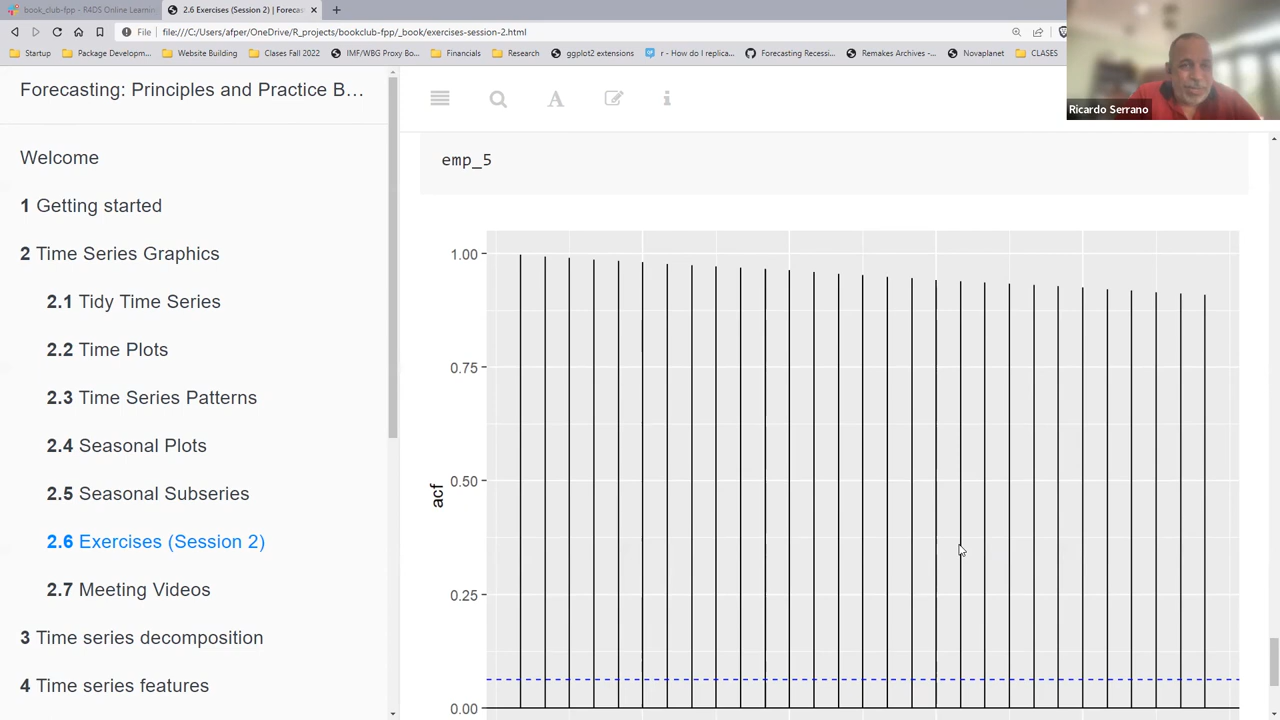 book_club-fpp - R4DS Online Learnin
2.6 Exercises (Session 2) | Forecas
File | file:///C:/Users/afper/OneDrive/R_projects/bookclub-fpp/_book/exercises-session-2.html
Startup Package Developm... Website Building Clases Fall 2022 IMF/WBG Proxy Bo... Financials Research ggplot2 extensions r - How do I replica... Forecasting Recessi... Remakes Archives –... Novaplanet CLASES
Ricardo Serrano
Forecasting: Principles and Practice B...
Welcome
1 Getting started
2 Time Series Graphics
2.1 Tidy Time Series
2.2 Time Plots
2.3 Time Series Patterns
2.4 Seasonal Plots
2.5 Seasonal Subseries
2.6 Exercises (Session 2)
2.7 Meeting Videos
3 Time series decomposition
4 Time series features
emp_5
1.00
0.75
0.50
acf
0.25
0.00